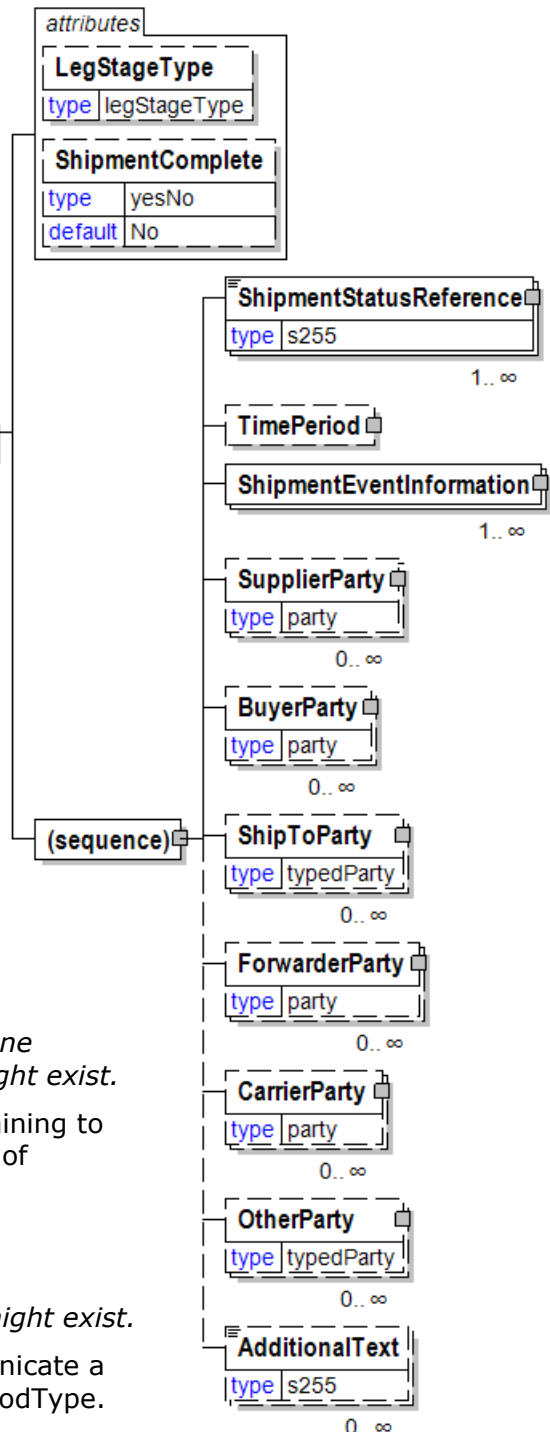 attributes
LegStageType
type legStageType
ShipmentComplete
type yesNo
default No
ShipmentStatusReference
type s255
1.. ∞
TimePeriod
ShipmentEventInformation
1.. ∞
SupplierParty
type party
0.. ∞
BuyerParty
type party
0.. ∞
(sequence)
ShipToParty
type typedParty
0.. ∞
ForwarderParty
type party
0.. ∞
ne
ght exist.
CarrierParty
type party
0.. ∞
ining to
of
OtherParty
type typedParty
0.. ∞
night exist.
AdditionalText
type s255
0.. ∞
nicate a
odType.